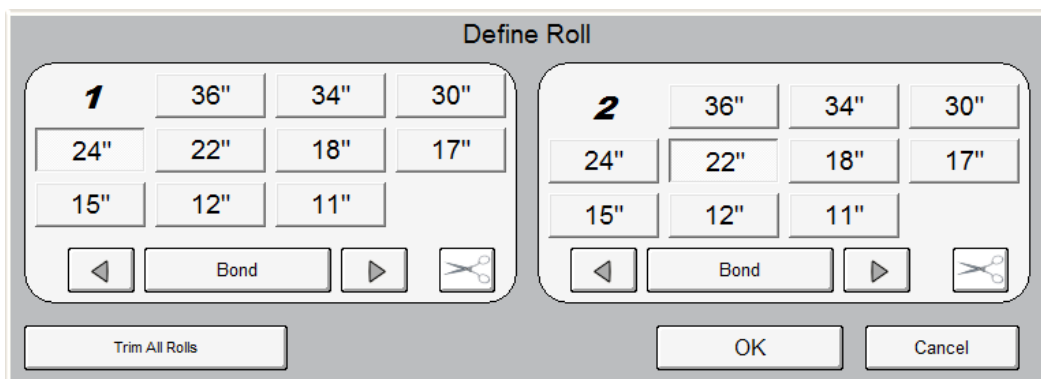 Define Roll
1 36" 34" 30"
24" 22" 18" 17"
15" 12" 11"
Bond
2 36" 34" 30"
24" 22" 18" 17"
15" 12" 11"
Bond
Trim All Rolls OK Cancel